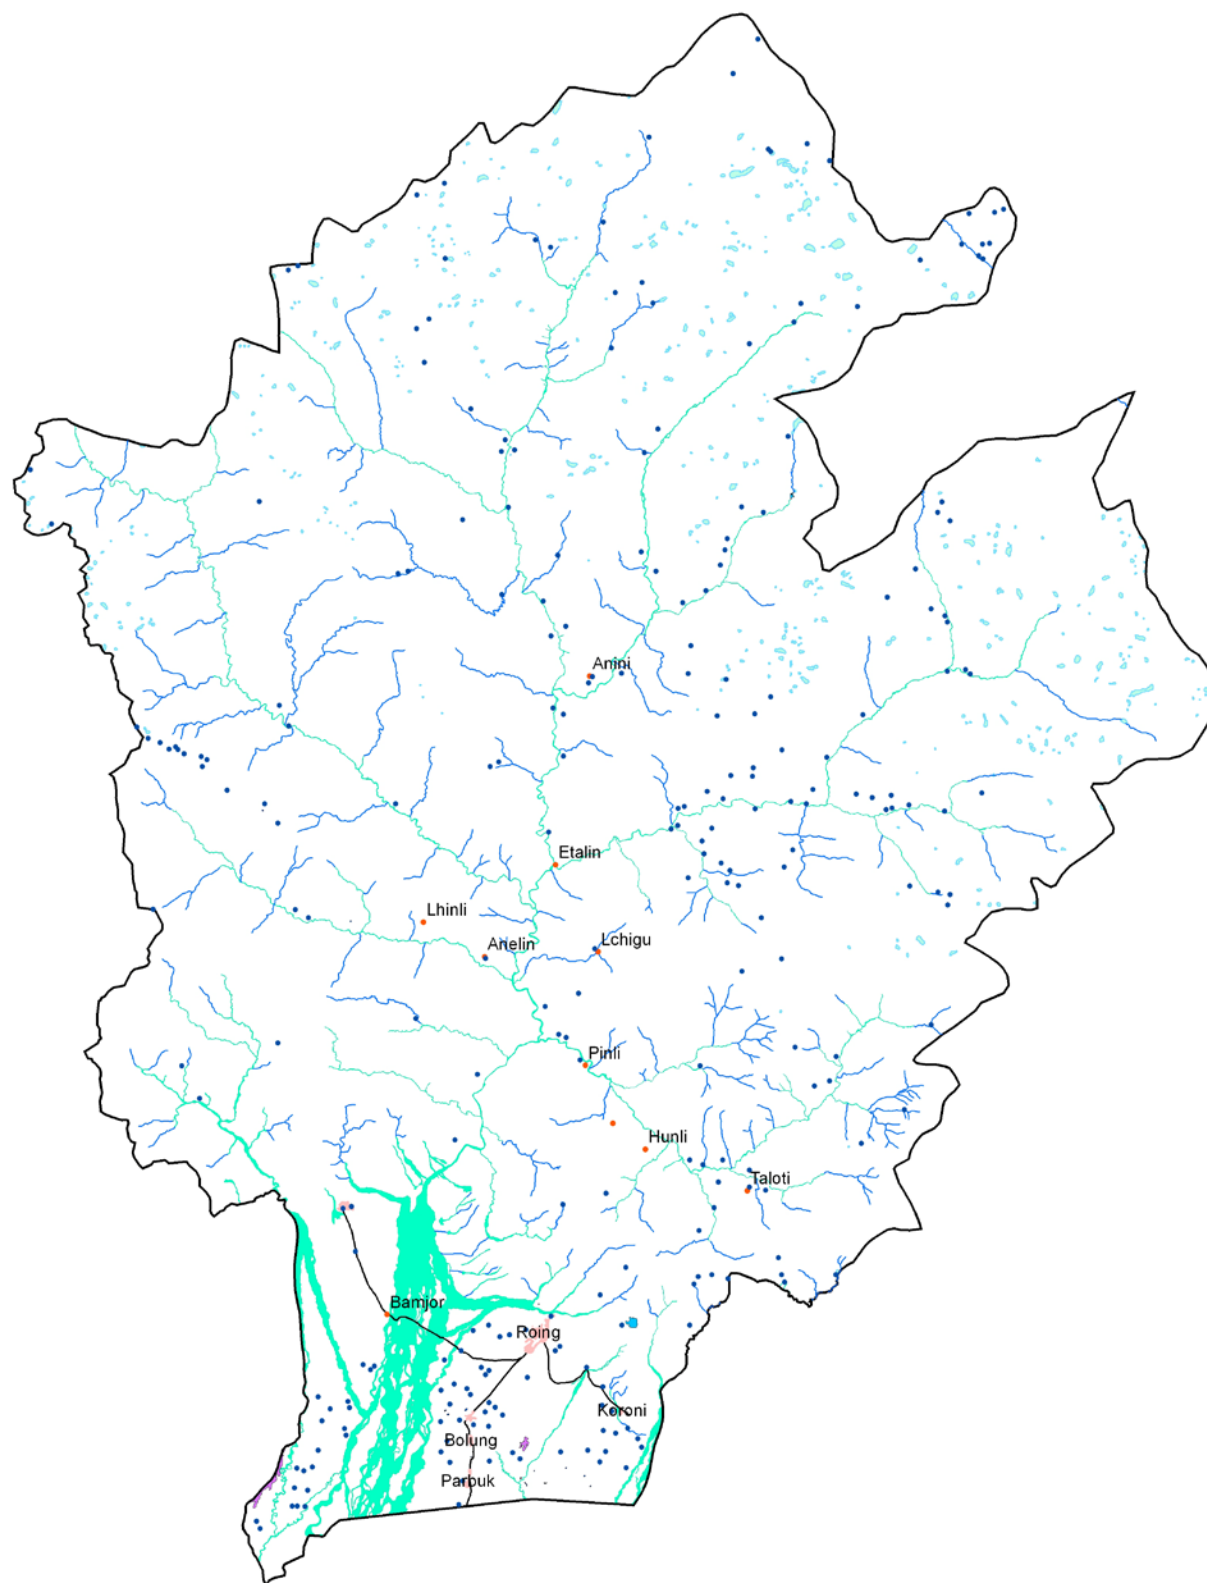 Anini
Etalin
Lhinli
Anelin
Lchigu
Pinli
Hunli
Taloti
Bamjor
Roing
Koroni
Bolung
Parbuk